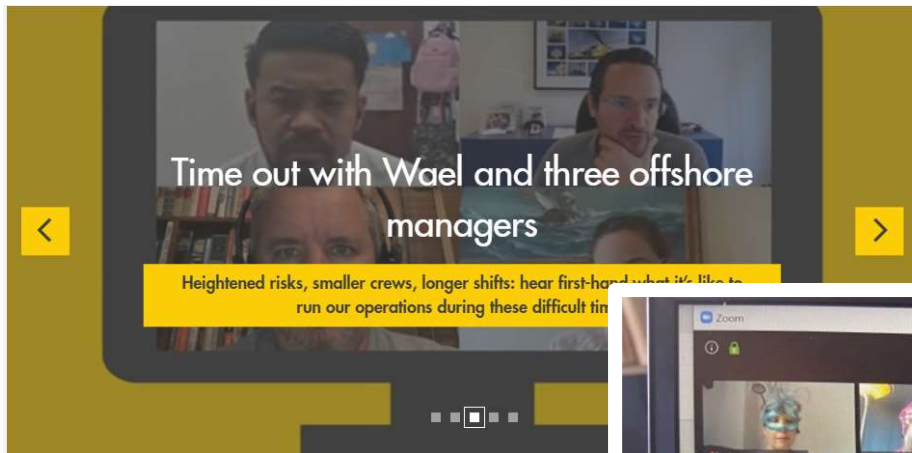 Time out with Wael and three offshore
managers
Heightened risks, smaller crews, longer shifts: hear first-hand what it's like to
run our operations during these difficult
Zoom